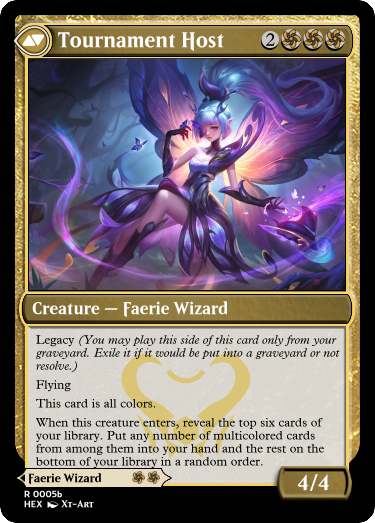 Tournament Host 2
Creature — Faerie Wizard
Legacy (You may play this side of this card only from your
graveyard. Exile it if it would be put into a graveyard or not
resolve.)
Flying
This card is all colors.
When this creature enters, reveal the top six cards of
your library. Put any number of multicolored cards
from among them into your hand and the rest on the
bottom of your library in a random order.
Faerie Wizard
4/4
R 0005b
HEX XT-ART